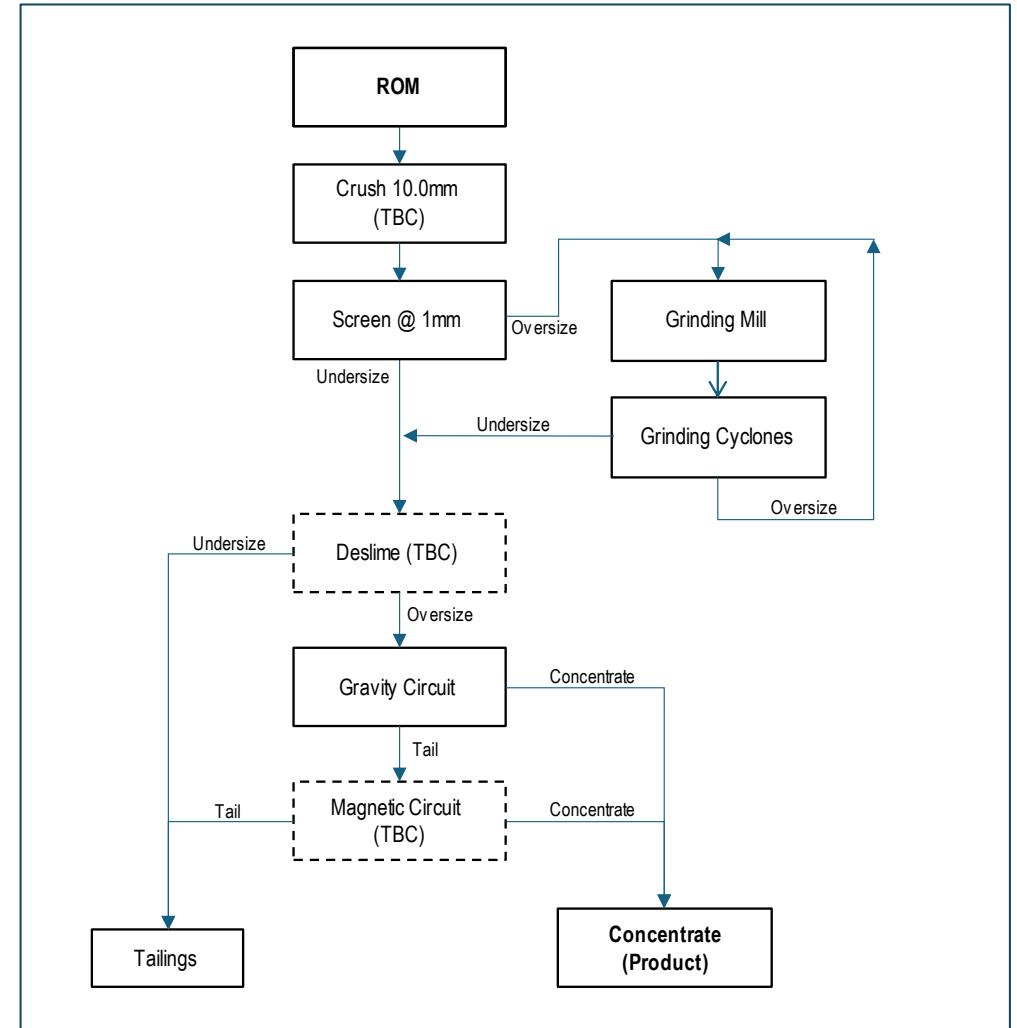 ROM
Crush 10.0mm
(TBC)
Screen @ 1mm
Oversize
Grinding Mill
Undersize
Undersize
Grinding Cyclones
Oversize
Undersize
Deslime (TBC)
Oversize
Gravity Circuit
Concentrate
Tail
Tail
Magnetic Circuit
(TBC)
Concentrate
Tailings
Concentrate
(Product)